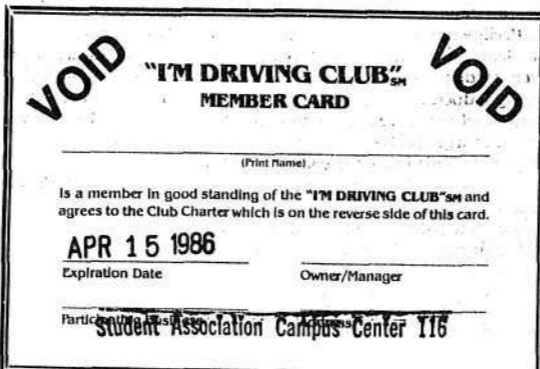 VOID VOID
"I'M DRIVING CLUB"SM
MEMBER CARD
(Print Name)
Is a member in good standing of the "I'M DRIVING CLUB"SM and
agrees to the Club Charter which is on the reverse side of this card.
APR 15 1986
Expiration Date Owner/Manager
Participating Business
Student Association Campus Center 116